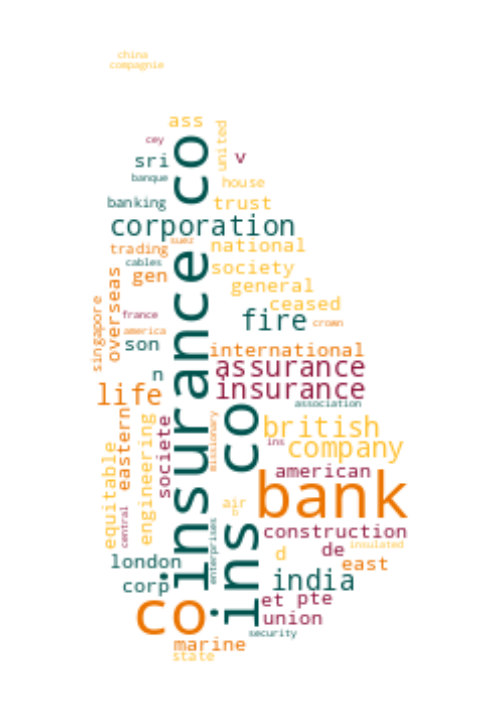 china
compagnie
ass
united
cey
insurance co
sri
v
banque
house
banking
trust
corporation
suez
trading
national
cables
society
gen
overseas
general
singapore
ceased
france
fire
crown
america
son
international
assurance
n
insurance
life
association
ins co
eastern
missionary
engineering
societe
british
ins
equitable
company
american
bank
air
b
central
enterprises
construction
insulated
d
de
london
east
india
corp
co
et pte
union
security
marine
state